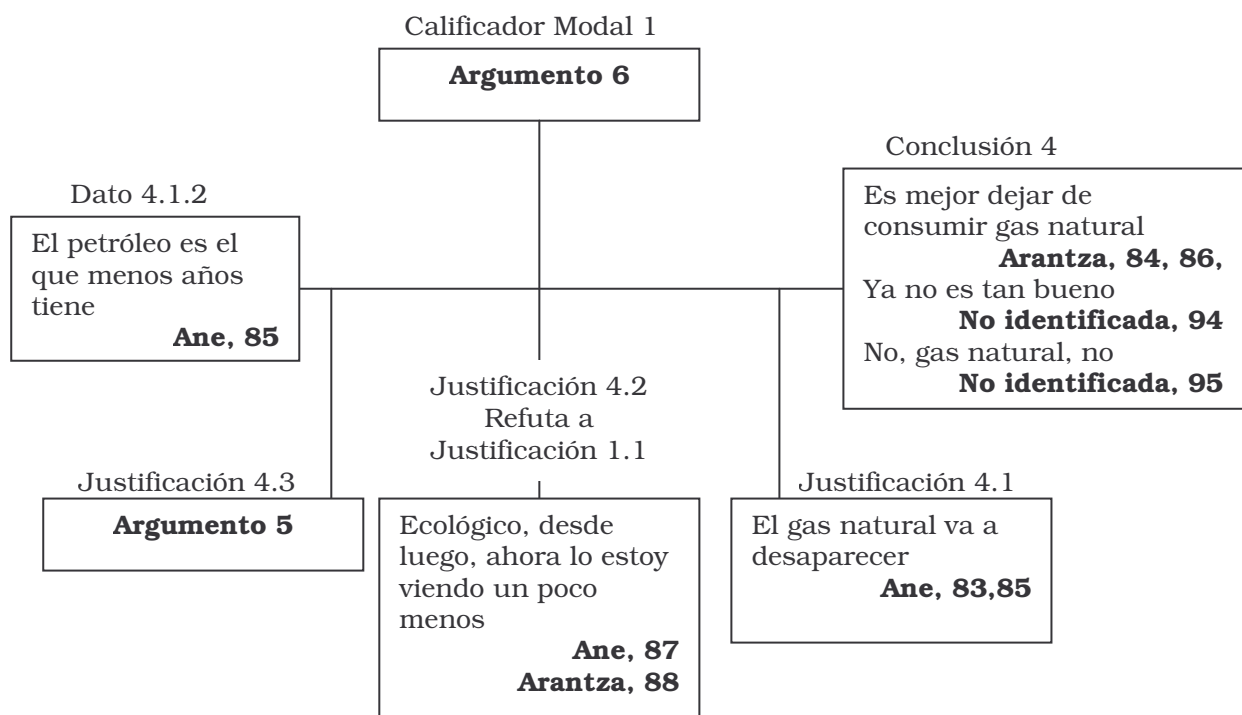 Calificador Modal 1
Argumento 6
Dato 4.1.2
El petróleo es el
que menos años
tiene
Ane, 85
Conclusión 4
Es mejor dejar de
consumir gas natural
Arantza, 84, 86,
Ya no es tan bueno
No identificada, 94
No, gas natural, no
No identificada, 95
Justificación 4.3
Argumento 5
Justificación 4.2
Refuta a
Justificación 1.1
Ecológico, desde
luego, ahora lo estoy
viendo un poco
menos
Ane, 87
Arantza, 88
Justificación 4.1
El gas natural va a
desaparecer
Ane, 83,85